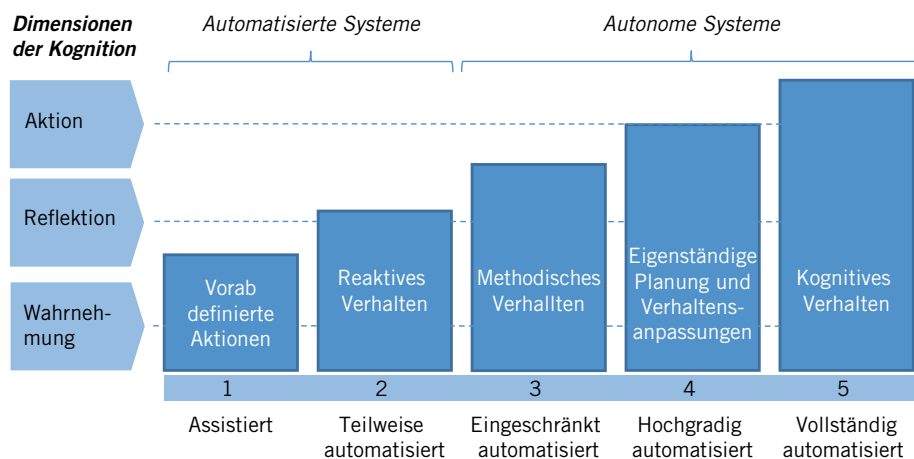 Dimensionen
der Kognition
Automatisierte Systeme
Autonome Systeme
Aktion
Reflektion
Wahrneh-
mung
Vorab
definierte
Aktionen
Reaktives
Verhalten
Methodisches
Verhallten
Eigenständige
Planung und
Verhaltens-
anpassungen
Kognitives
Verhalten
1
2
3
4
5
Assistiert
Teilweise
automatisiert
Eingeschränkt
automatisiert
Hochgradig
automatisiert
Vollständig
automatisiert